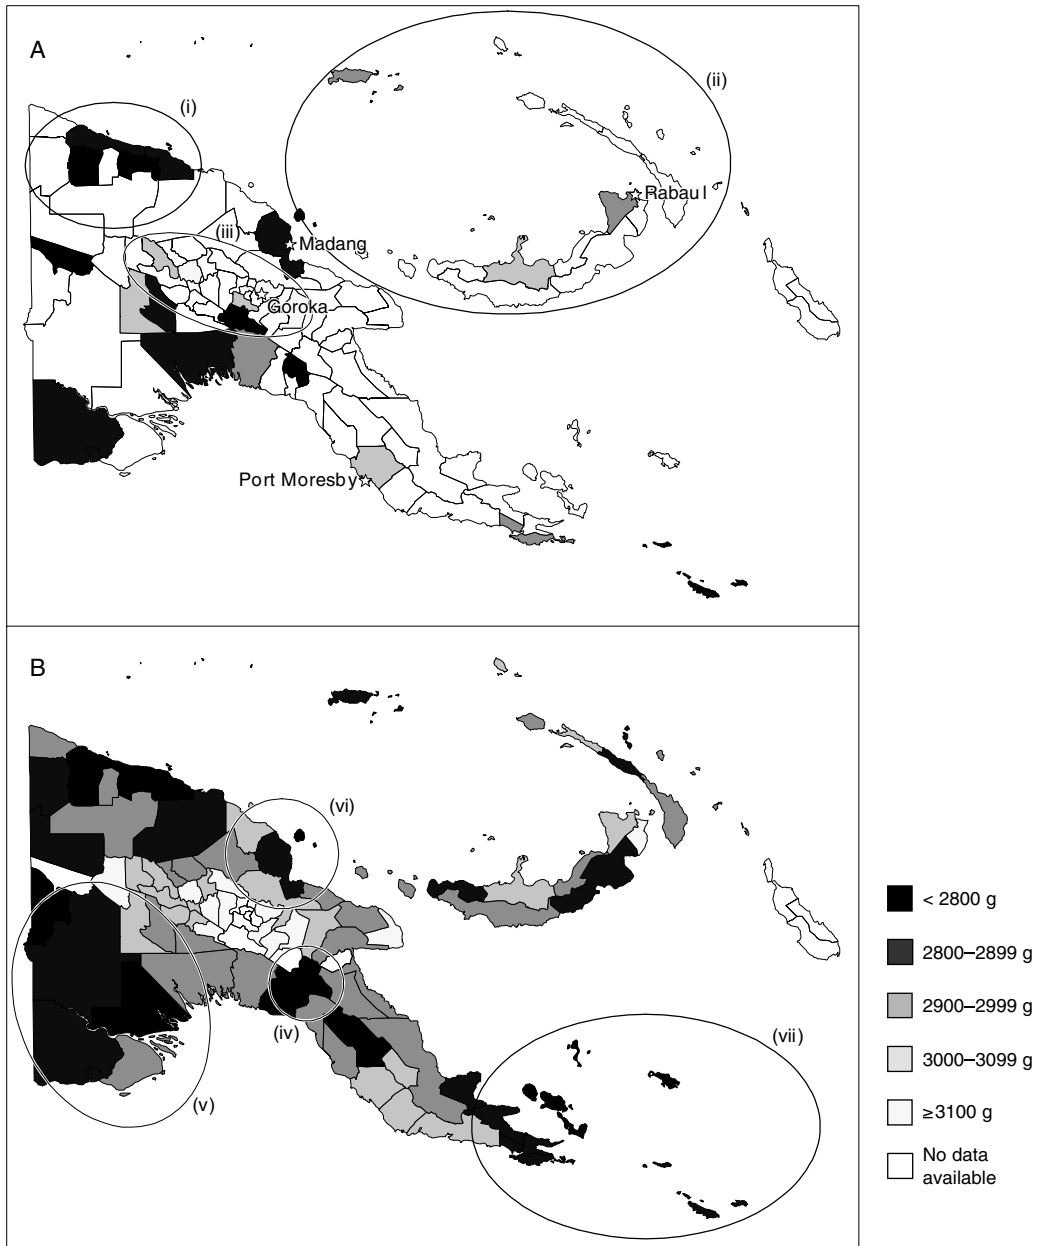 A
(i)
(ii)
Rabaul
(iii)
Madang
Goroka
Port Moresby
B
(vi)
< 2800 g
2800–2899 g
2900–2999 g
(iv)
(vii)
3000–3099 g
(v)
≥3100 g
No data
available